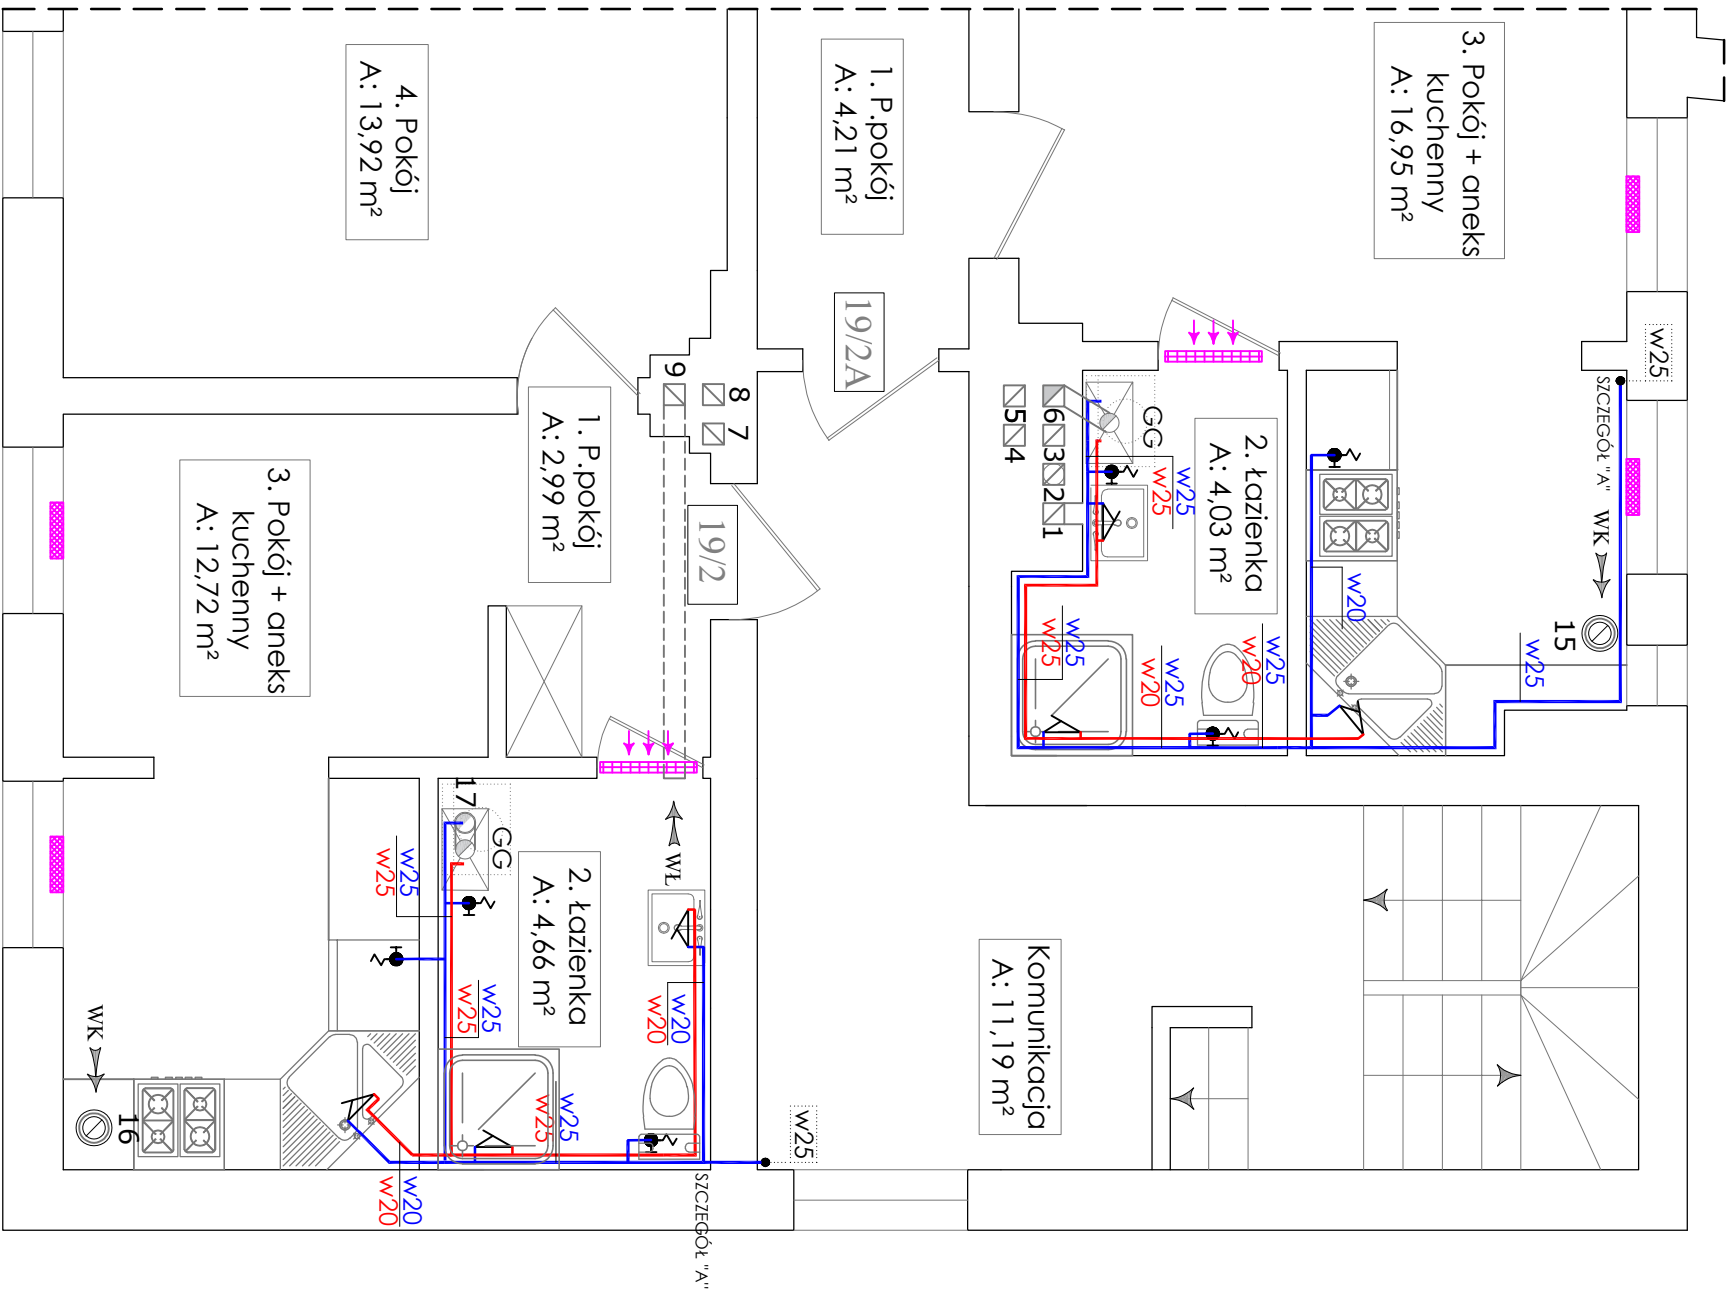 3. Pokój + aneks
kuchenny
A: 16,95 m²
1. P.pokój
A: 4,21 m²
4. Pokój
A: 13,92 m²
19/2A
w25
SZCZEGÓŁ "A"
WK
15
w25
w20
2. Łazienka
A: 4,03 m²
GG
w25
w25
w25
w20
w25
w20
w25
w25
6
3
2
1
5
4
8
7
9
1. P.pokój
A: 2,99 m²
19/2
3. Pokój + aneks
kuchenny
A: 12,72 m²
17
GG
WŁ
2. Łazienka
A: 4,66 m²
w25
w25
w25
w25
w20
w20
w25
w25
w20
w20
WK
16
w25
SZCZEGÓŁ "A"
Komunikacja
A: 11,19 m²